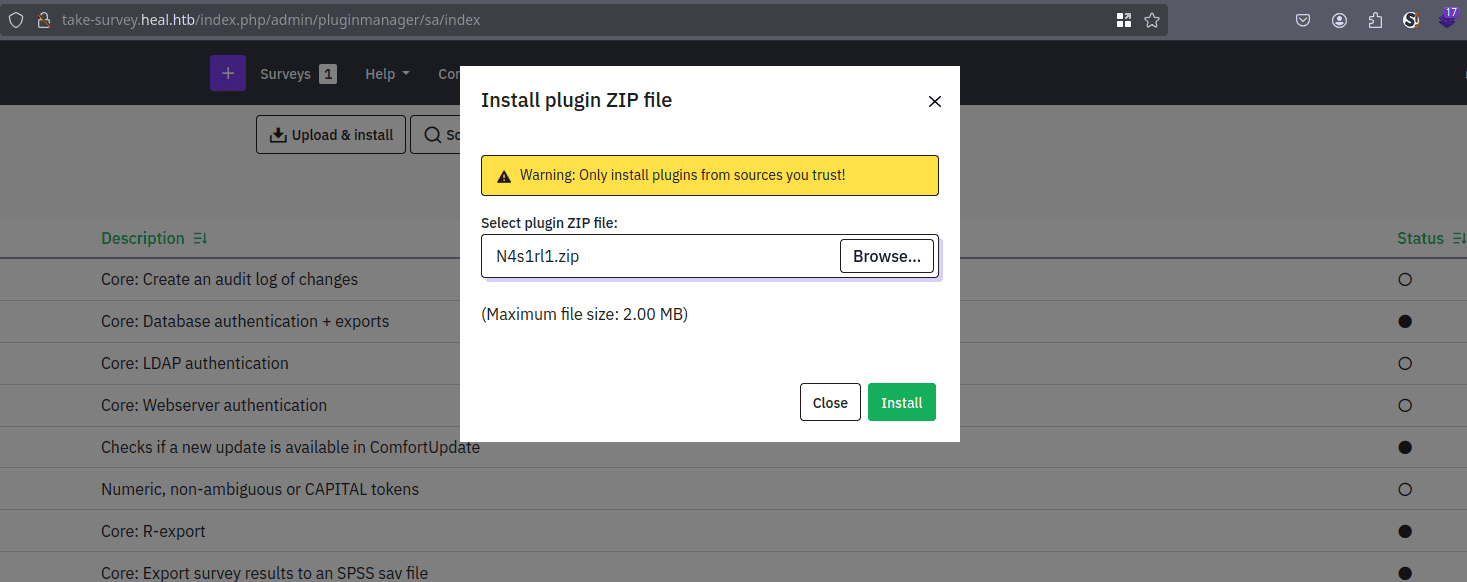 take-survey.heal.htb/index.php/admin/pluginmanager/sa/index
17
Surveys 1 Help
Install plugin ZIP file
Upload & install
Warning: Only install plugins from sources you trust!
Select plugin ZIP file:
N4s1rl1.zip Browse...
(Maximum file size: 2.00 MB)
Close Install
Description Status
Core: Create an audit log of changes
Core: Database authentication + exports
Core: LDAP authentication
Core: Webserver authentication
Checks if a new update is available in ComfortUpdate
Numeric, non-ambiguous or CAPITAL tokens
Core: R-export
Core: Export survey results to an SPSS sav file